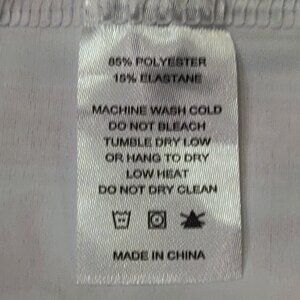 85% POLYESTER
15% ELASTANE
MACHINE WASH COLD
DO NOT BLEACH
TUMBLE DRY LOW
OR HANG TO DRY
LOW HEAT
DO NOT DRY CLEAN
MADE IN CHINA